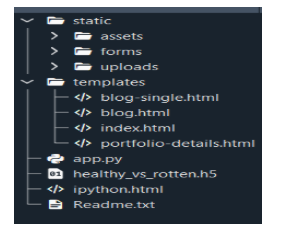 static
assets
forms
uploads
templates
blog-single.html
blog.html
index.html
portfolio-details.html
app.py
healthy_vs_rotten.h5
ipython.html
Readme.txt